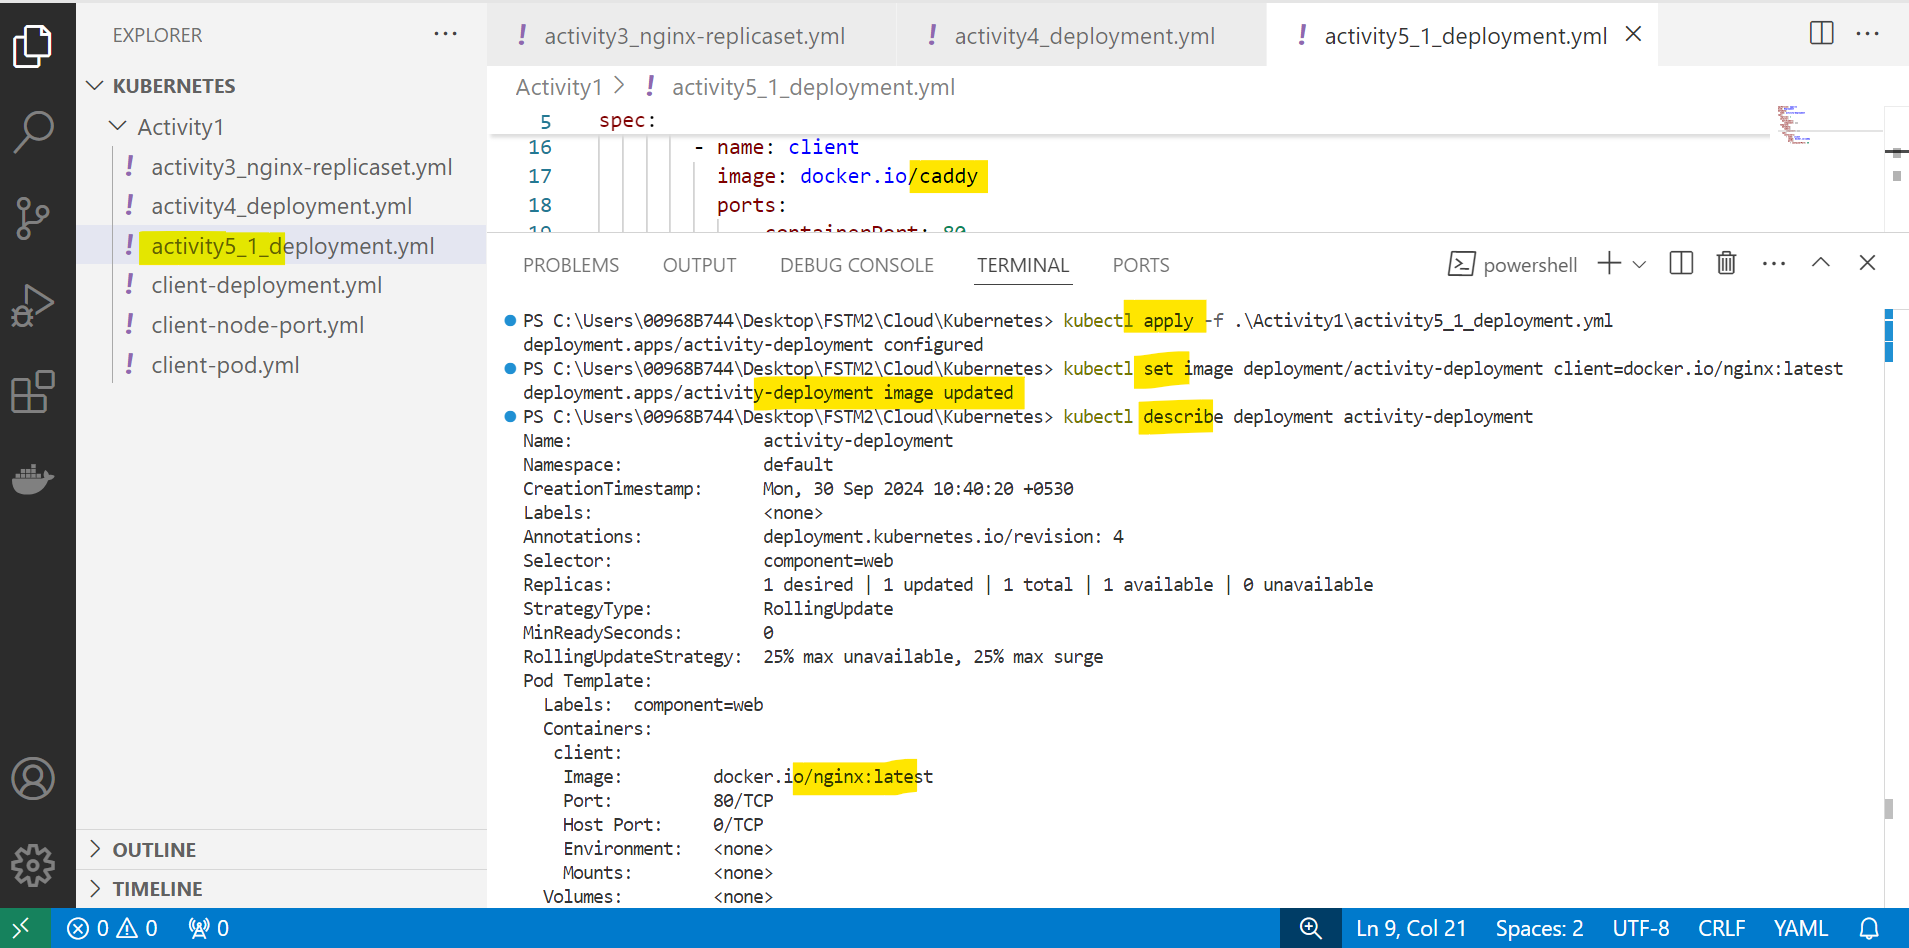 EXPLORER
KUBERNETES
Activity1
! activity3_nginx-replicaset.yml
! activity4_deployment.yml
! activity5_1_deployment.yml
! client-deployment.yml
! client-node-port.yml
! client-pod.yml
OUTLINE
TIMELINE
! activity3_nginx-replicaset.yml ! activity4_deployment.yml ! activity5_1_deployment.yml
Activity1 > ! activity5_1_deployment.yml
5 spec:
16 - name: client
17 image: docker.io/caddy
18 ports:
19 containerPort: 80
PROBLEMS OUTPUT DEBUG CONSOLE TERMINAL PORTS powershell
PS C:\Users\00968B744\Desktop\FSTM2\Cloud\Kubernetes> kubectl apply -f .\Activity1\activity5_1_deployment.yml
deployment.apps/activity-deployment configured
PS C:\Users\00968B744\Desktop\FSTM2\Cloud\Kubernetes> kubectl set image deployment/activity-deployment client=docker.io/nginx:latest
deployment.apps/activity-deployment image updated
PS C:\Users\00968B744\Desktop\FSTM2\Cloud\Kubernetes> kubectl describe deployment activity-deployment
Name: activity-deployment
Namespace: default
CreationTimestamp: Mon, 30 Sep 2024 10:40:20 +0530
Labels: <none>
Annotations: deployment.kubernetes.io/revision: 4
Selector: component=web
Replicas: 1 desired | 1 updated | 1 total | 1 available | 0 unavailable
StrategyType: RollingUpdate
MinReadySeconds: 0
RollingUpdateStrategy: 25% max unavailable, 25% max surge
Pod Template:
Labels: component=web
Containers:
client:
Image: docker.io/nginx:latest
Port: 80/TCP
Host Port: 0/TCP
Environment: <none>
Mounts: <none>
Volumes: <none>
0 0 0 Ln 9, Col 21 Spaces: 2 UTF-8 CRLF YAML